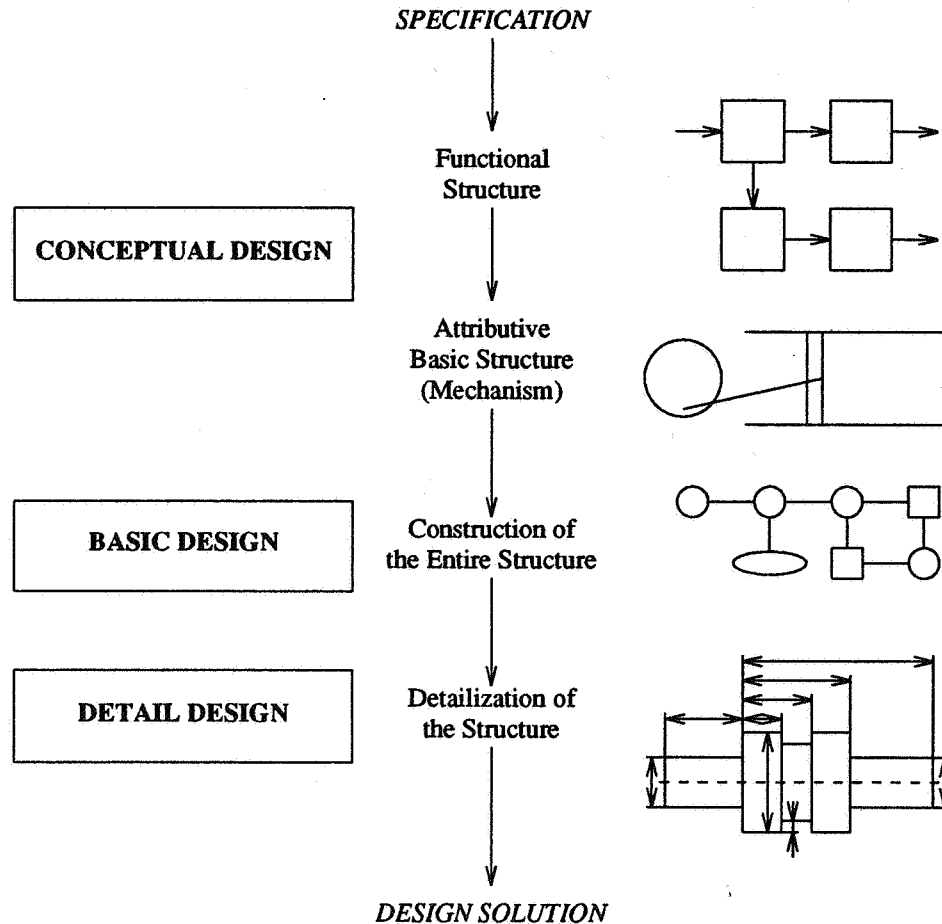 SPECIFICATION
Functional
Structure
CONCEPTUAL DESIGN
Attributive
Basic Structure
(Mechanism)
BASIC DESIGN
Construction of
the Entire Structure
DETAIL DESIGN
Detailization of
the Structure
DESIGN SOLUTION